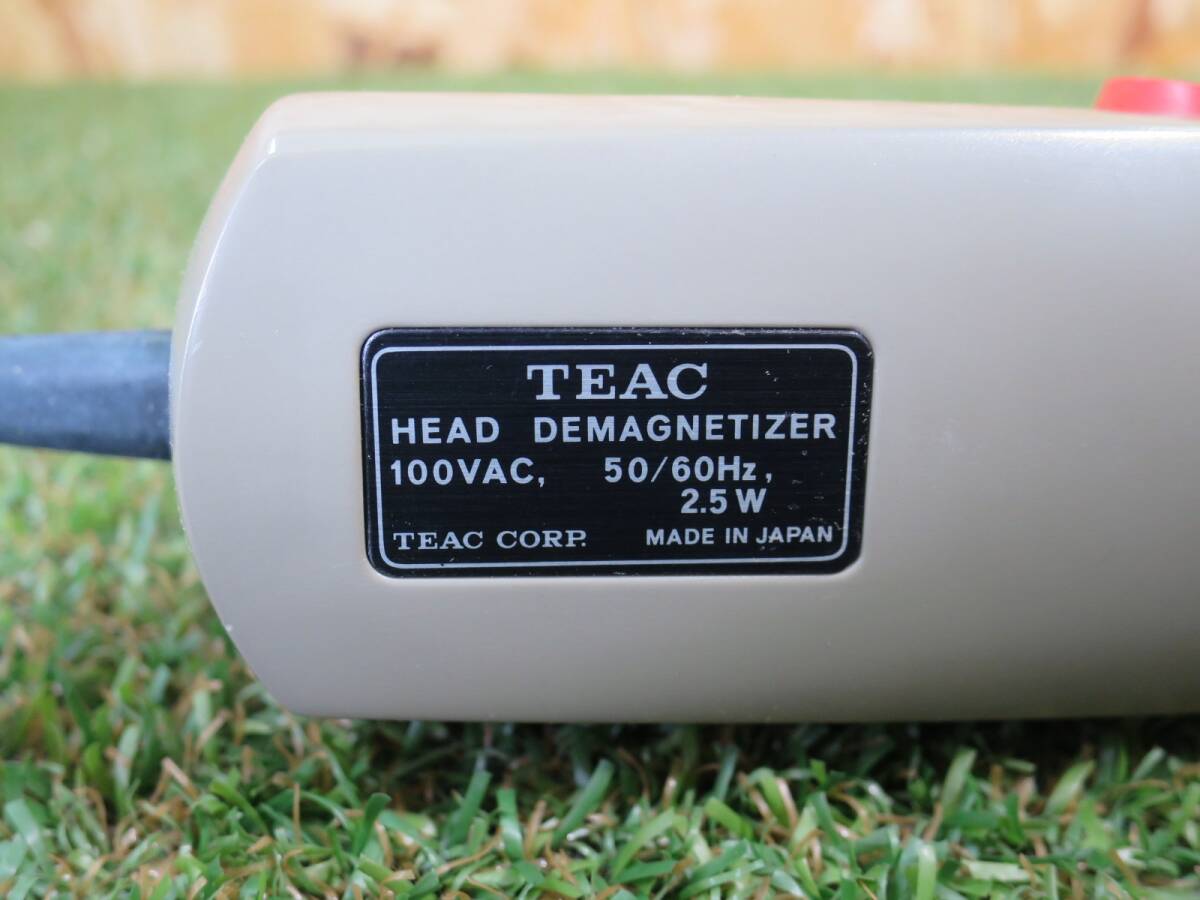 TEAC
HEAD DEMAGNETIZER
100VAC, 50/60Hz,
2.5W
TEAC CORP. MADE IN JAPAN